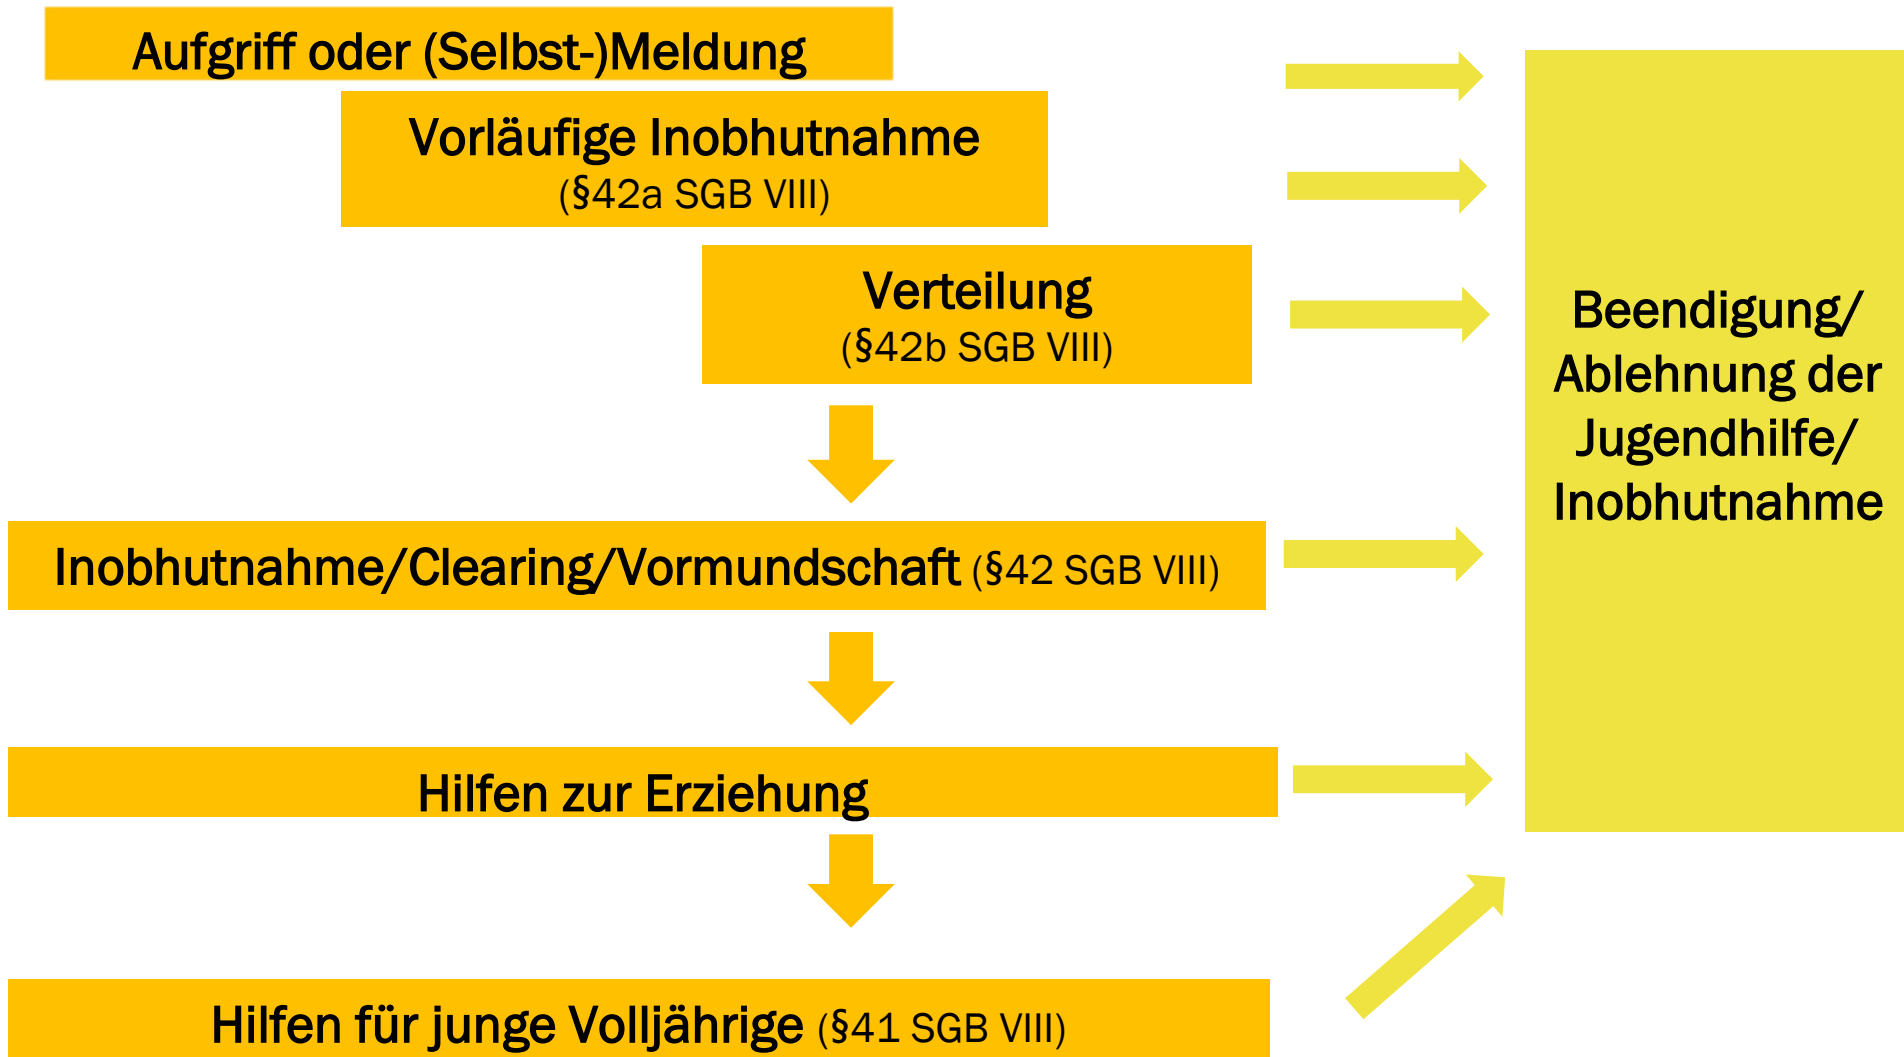 Aufgriff oder (Selbst-)Meldung
Vorläufige Inobhutnahme
(§42a SGB VIII)
Verteilung
(§42b SGB VIII)
Inobhutnahme/Clearing/Vormundschaft (§42 SGB VIII)
Hilfen zur Erziehung
Hilfen für junge Volljährige (§41 SGB VIII)
Beendigung/
Ablehnung der
Jugendhilfe/
Inobhutnahme